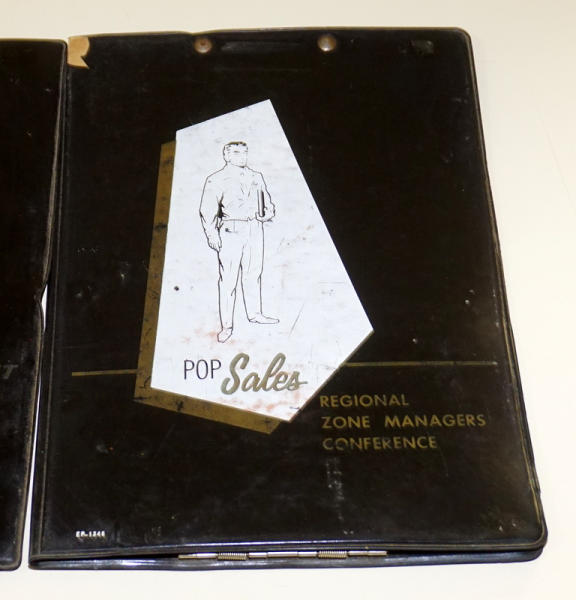 POP Sales
REGIONAL
ZONE MANAGERS
CONFERENCE